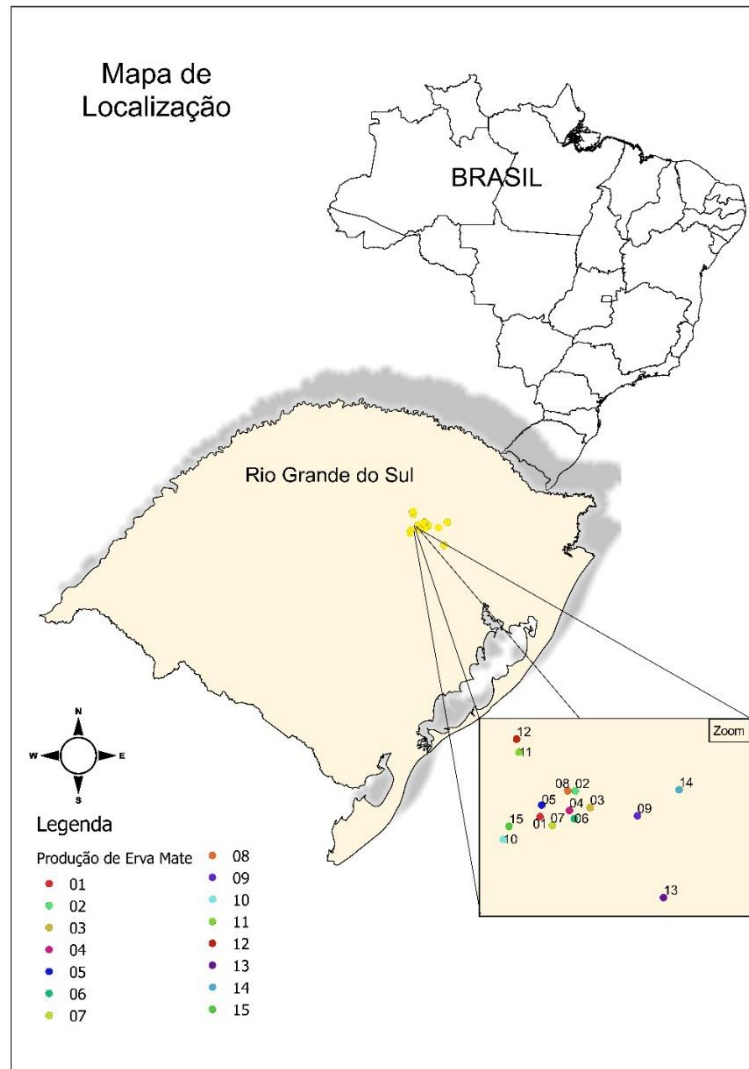 Mapa de
Localização
BRASIL
Rio Grande do Sul
N
W
E
S
Zoom
12
11
08
02
14
05
04
03
09
15
01
07
06
10
13
Legenda
Produção de Erva Mate
01
02
03
04
05
06
07
08
09
10
11
12
13
14
15